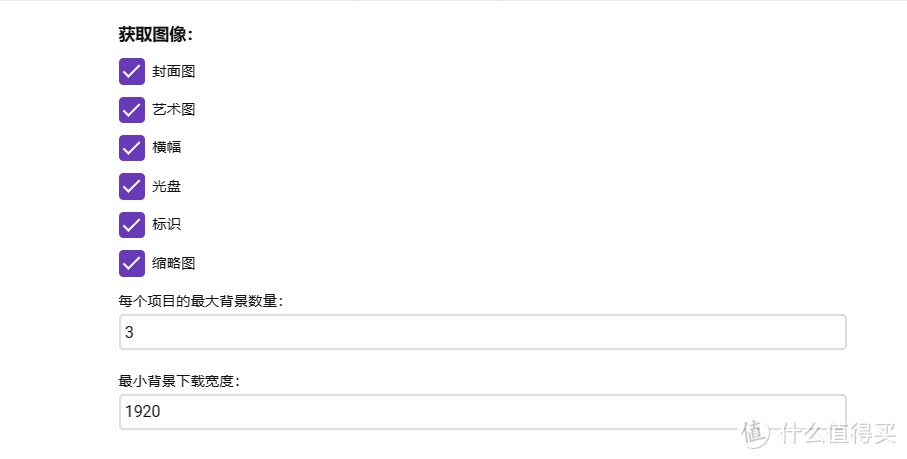 获取图像：
封面图
艺术图
横幅
光盘
标识
缩略图
每个项目的最大背景数量：
3
最小背景下载宽度：
1920
值 什么值得买